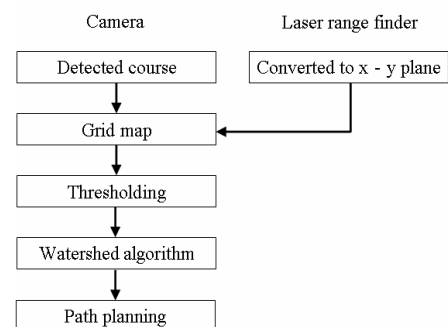 Camera
Laser range finder
Detected course
Converted to x - y plane
Grid map
Thresholding
Watershed algorithm
Path planning